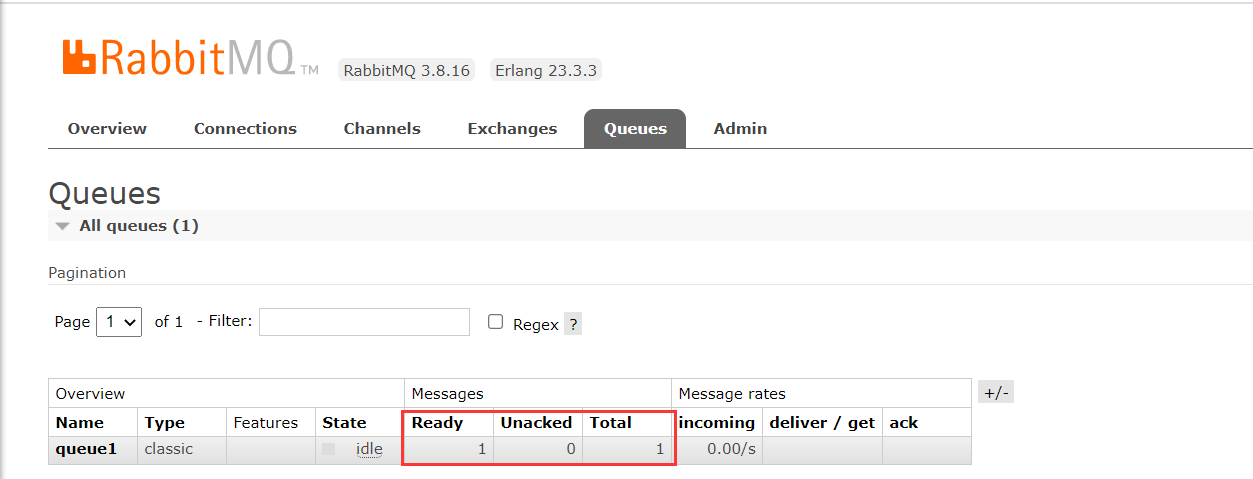 RabbitMQ TM RabbitMQ 3.8.16 Erlang 23.3.3
Overview Connections Channels Exchanges Queues Admin
Queues
All queues (1)
Pagination
Page 1 of 1 - Filter: Regex ?
Overview Messages Message rates +/-
Name Type Features State Ready Unacked Total incoming deliver / get ack
queue1 classic idle 1 0 1 0.00/s